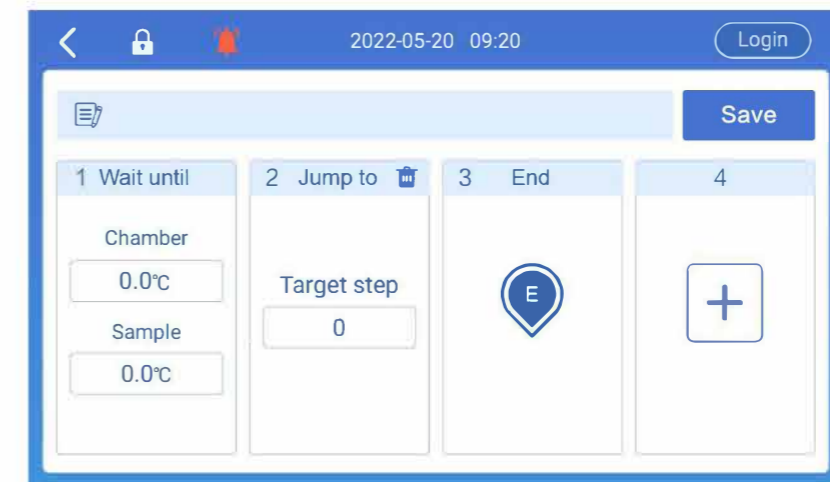 2022-05-20 09:20
Login
Save
1 Wait until
Chamber
0.0℃
Sample
0.0℃
2 Jump to
Target step
0
3 End
E
4